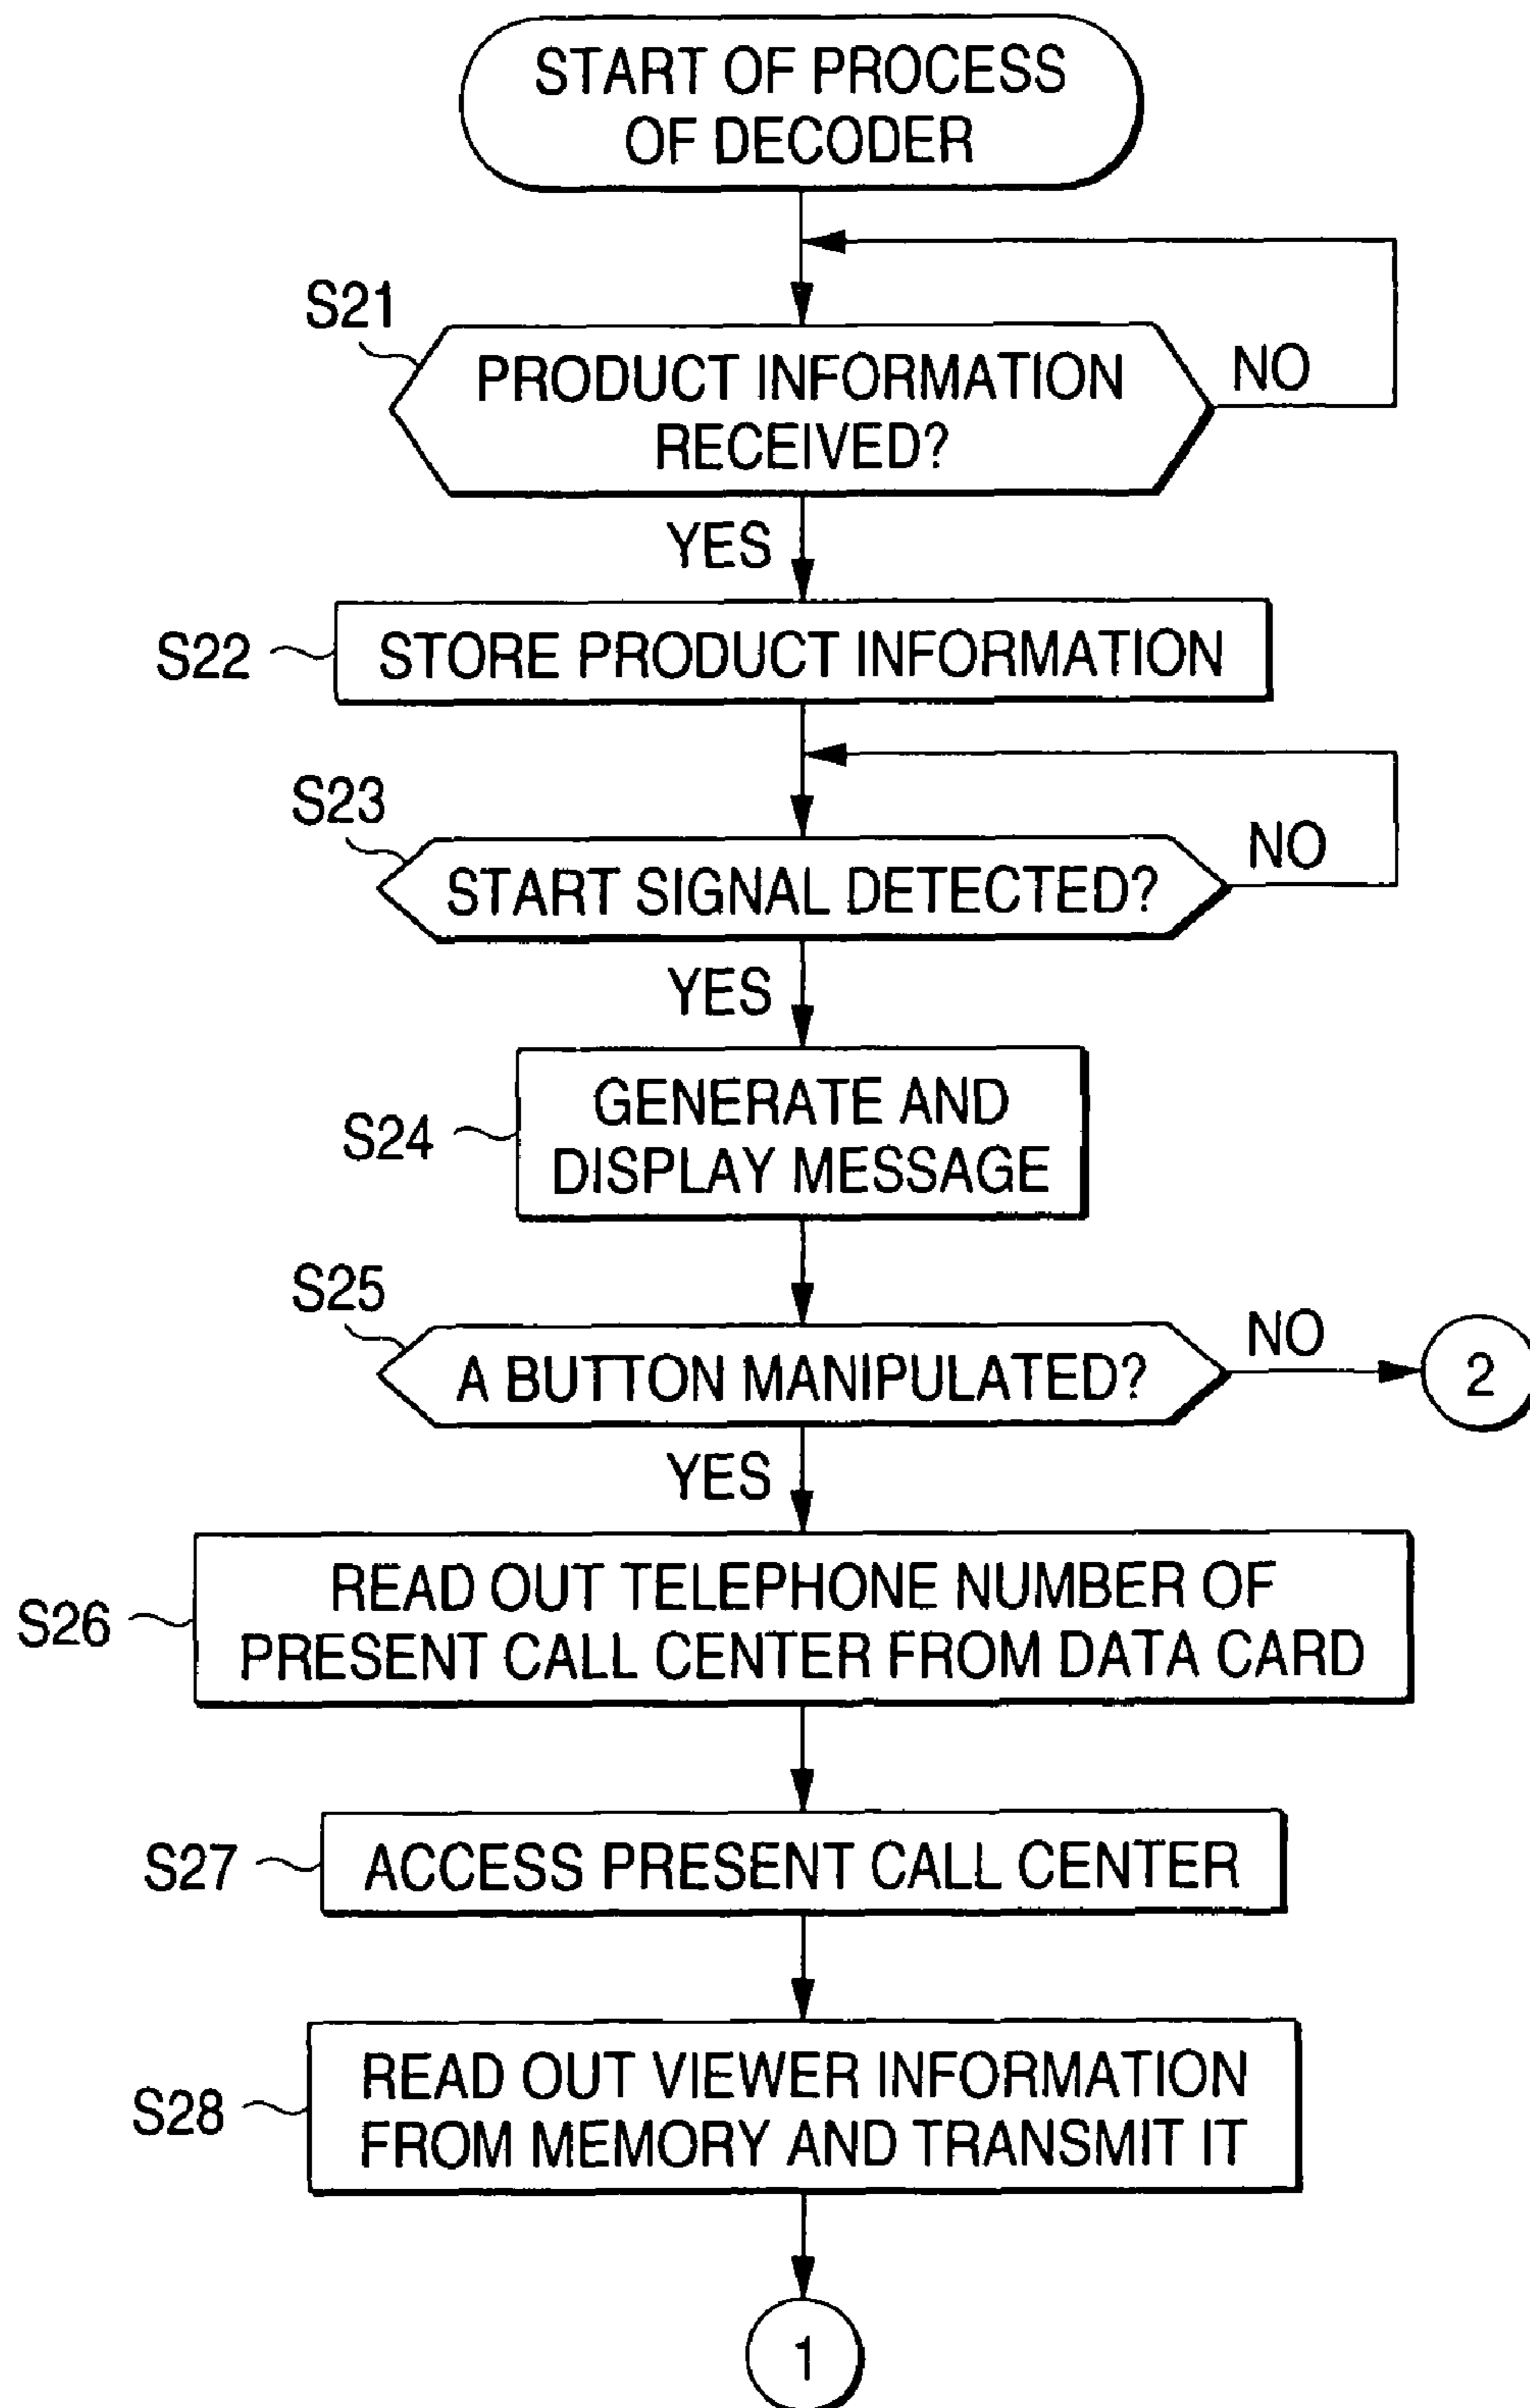 START OF PROCESS
OF DECODER
S21
PRODUCT INFORMATION
RECEIVED?
NO
YES
S22
STORE PRODUCT INFORMATION
S23
START SIGNAL DETECTED?
NO
YES
S24
GENERATE AND
DISPLAY MESSAGE
S25
A BUTTON MANIPULATED?
NO
2
YES
S26
READ OUT TELEPHONE NUMBER OF
PRESENT CALL CENTER FROM DATA CARD
S27
ACCESS PRESENT CALL CENTER
S28
READ OUT VIEWER INFORMATION
FROM MEMORY AND TRANSMIT IT
1